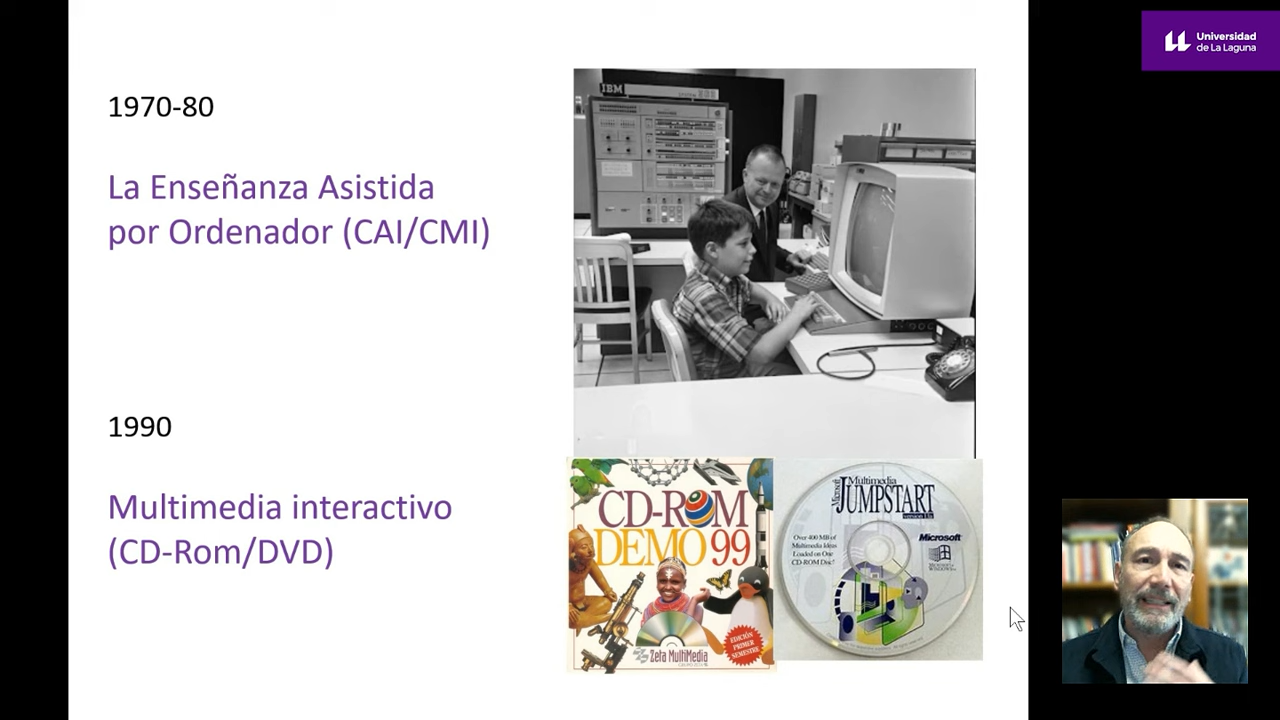 1970-80
La Enseñanza Asistida
por Ordenador (CAI/CMI)
1990
Multimedia interactivo
(CD-Rom/DVD)
IBM
CD-ROM
DEMO 99
Zeta MultiMedia
EDICIÓN
PRIMER
SEMESTRE
Microsoft
Multimedia
JUMPSTART
Over 400 MB of
Multimedia Ideas
Loaded on One
CD-ROM Disc!
Microsoft
Universidad
de La Laguna